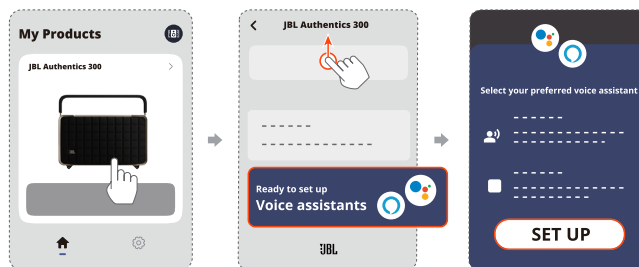 My Products
JBL Authentics 300
JBL Authentics 300
Ready to set up
Voice assistants
JBL
Select your preferred voice assistant
SET UP